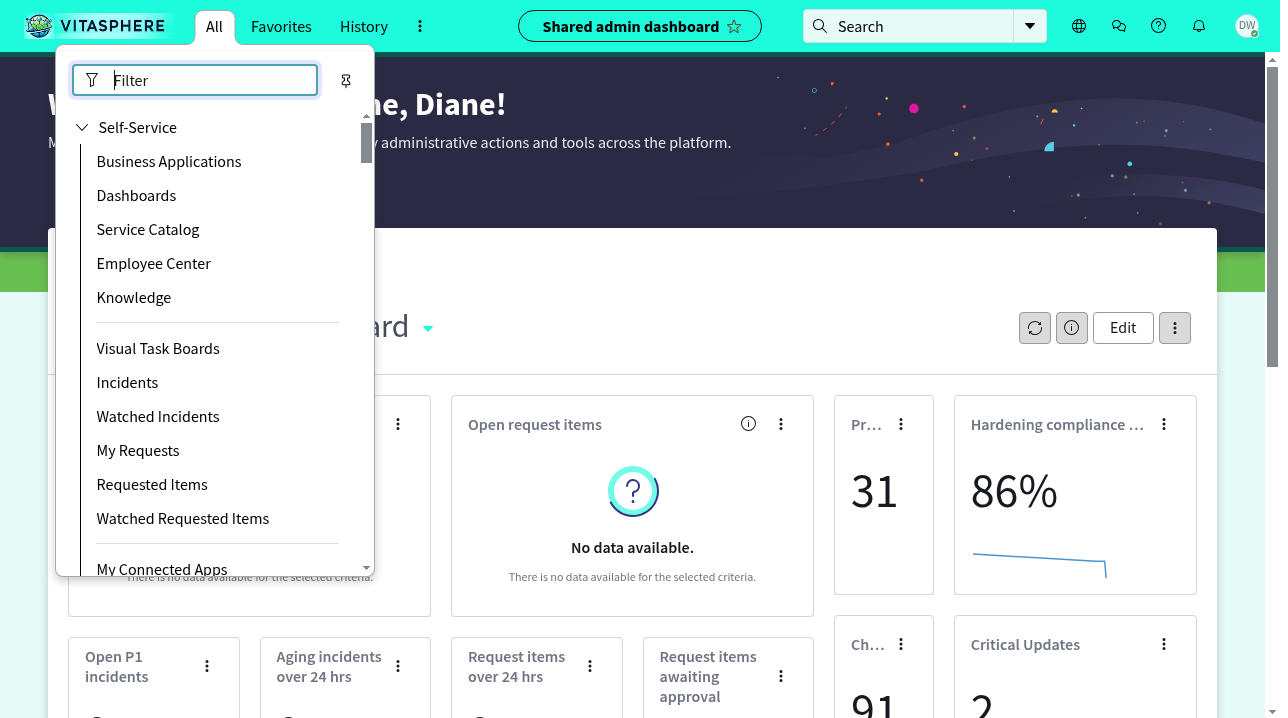 VITASPHERE
All
Favorites
History
Shared admin dashboard
Search
DW
Filter
me, Diane!
administrative actions and tools across the platform.
Self-Service
Business Applications
Dashboards
Service Catalog
Employee Center
Knowledge
Visual Task Boards
Incidents
Watched Incidents
My Requests
Requested Items
Watched Requested Items
My Connected Apps
Edit
Open request items
No data available.
There is no data available for the selected criteria.
There is no data available for the selected criteria.
Pr...
31
Hardening compliance ...
86%
Open P1
incidents
Aging incidents
over 24 hrs
Request items
over 24 hrs
Request items
awaiting
approval
Ch...
91
Critical Updates
2